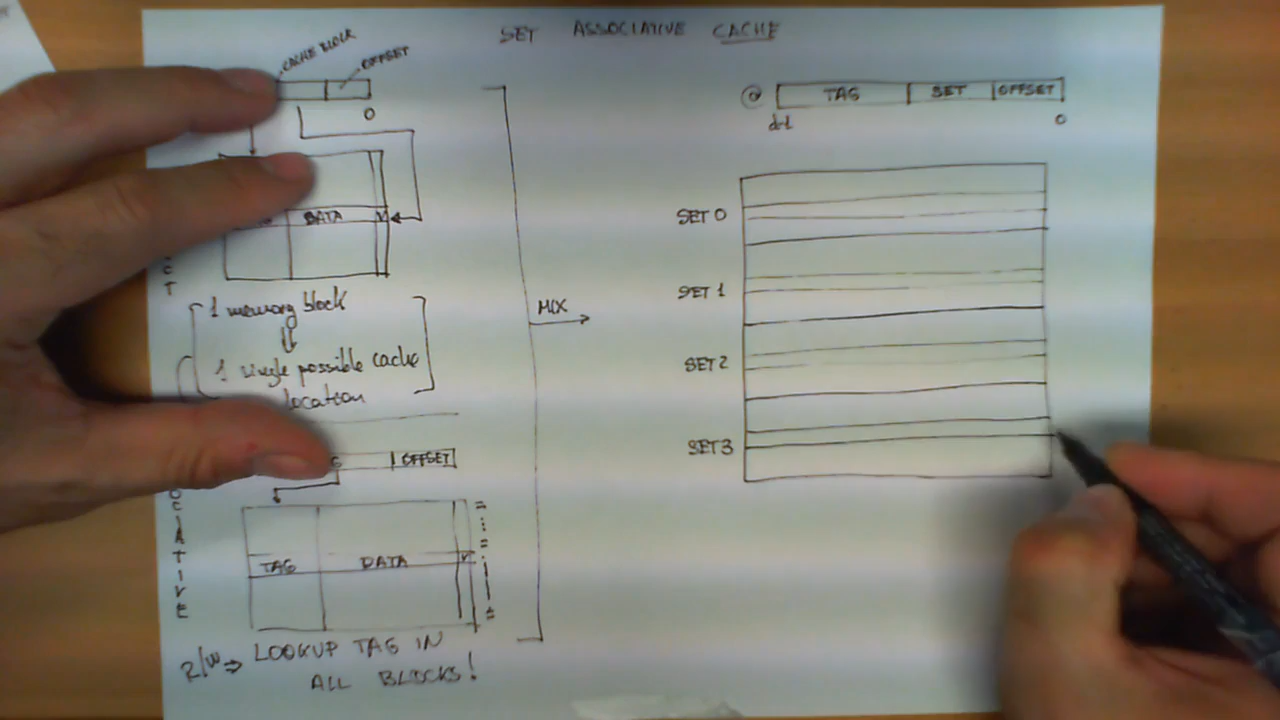 SET ASSOCIATIVE CACHE
CACHE BLOCK
OFFSET
0
DATA
V
CT
1 memory block
⇓
1 single possible cache
location
OFFSET
TAG DATA V
OCIATIVE
R/W ⇒ LOOKUP TAG IN
ALL BLOCKS!
MIX
@ TAG SET OFFSET
d-1 0
SET 0
SET 1
SET 2
SET 3